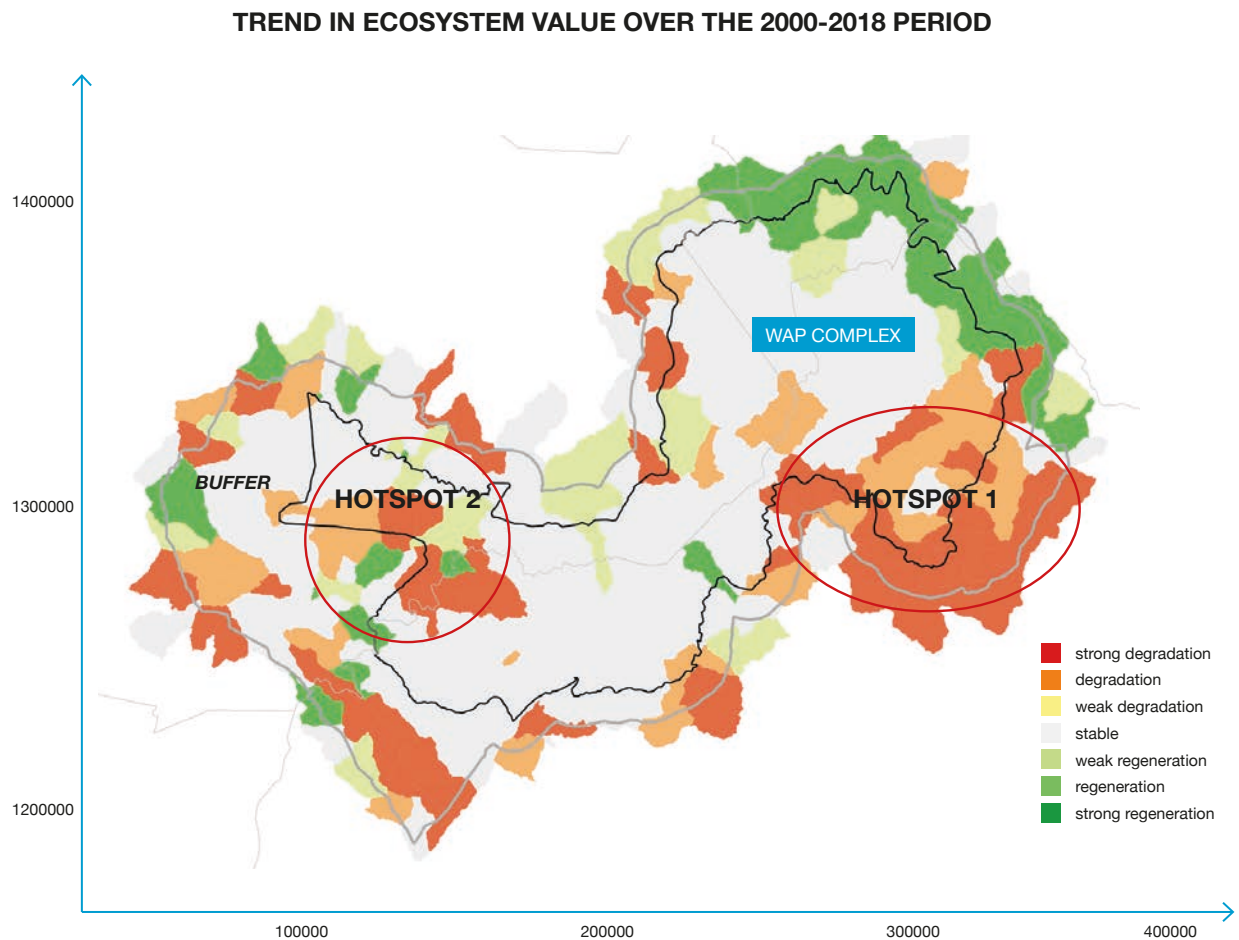 TREND IN ECOSYSTEM VALUE OVER THE 2000-2018 PERIOD
1400000
WAP COMPLEX
BUFFER
HOTSPOT 2
HOTSPOT 1
1300000
strong degradation
degradation
weak degradation
stable
weak regeneration
regeneration
strong regeneration
1200000
100000
200000
300000
400000